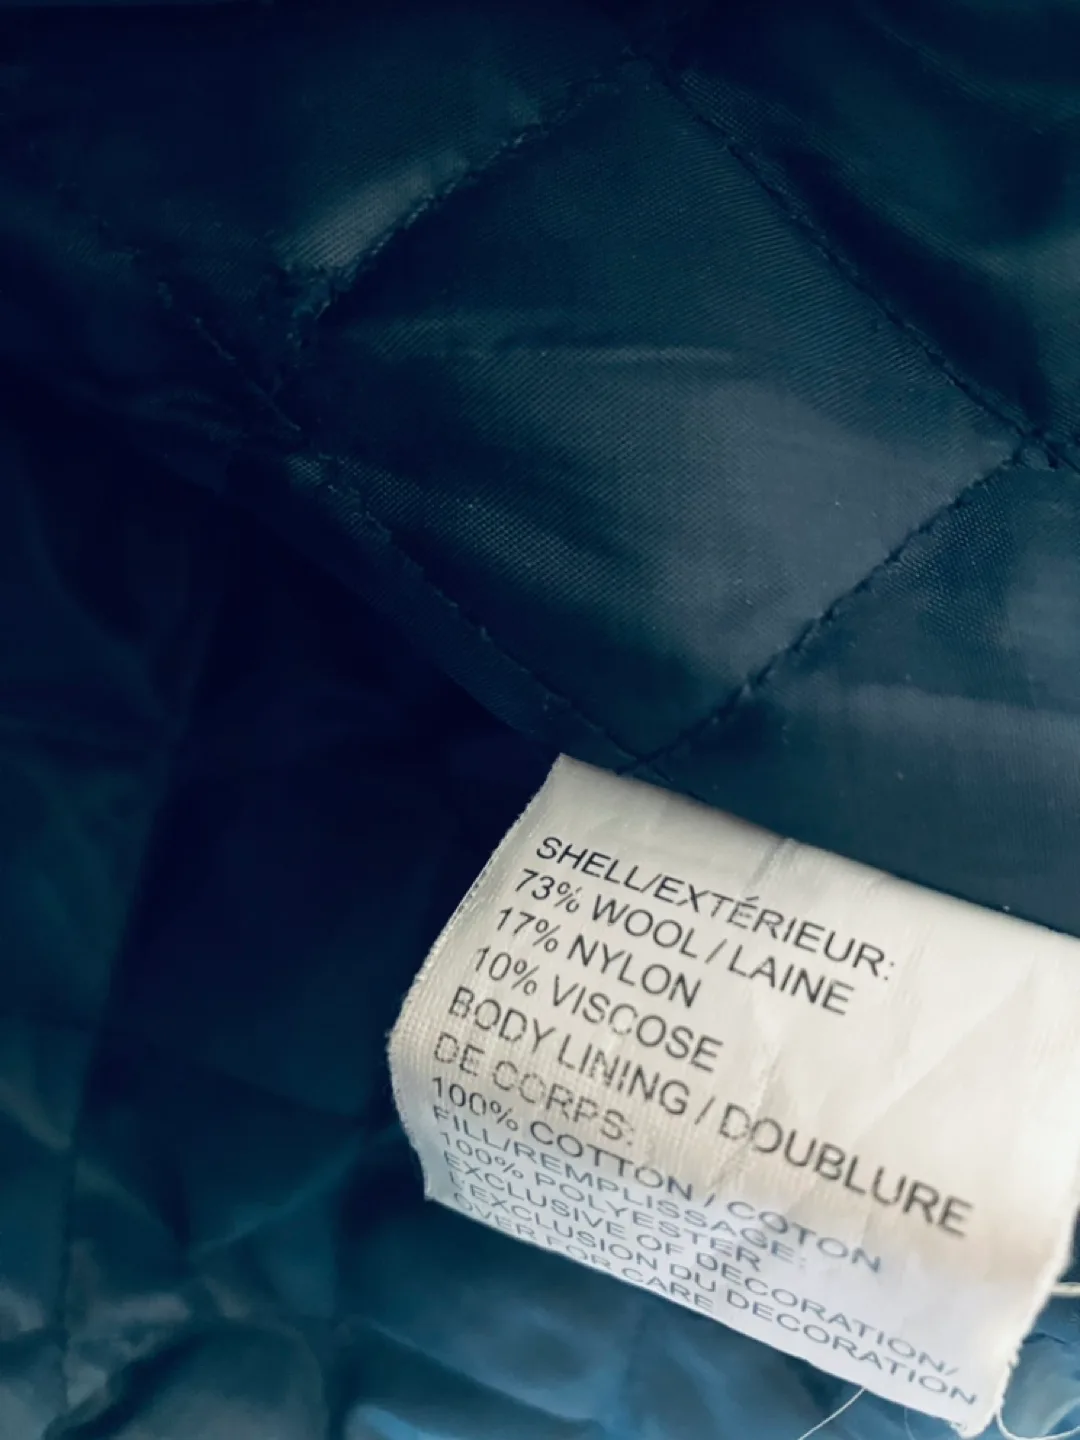 SHELL/EXTÉRIEUR:
73% WOOL / LAINE
17% NYLON
10% VISCOSE
BODY LINING / DOUBLURE
DE CORPS:
100% COTTON / COTON
FILL/REMPLISSAGE:
100% POLYESTER
EXCLUSIVE OF DECORATION/
L'EXCLUSION DU DECORATION
OVER FOR CARE